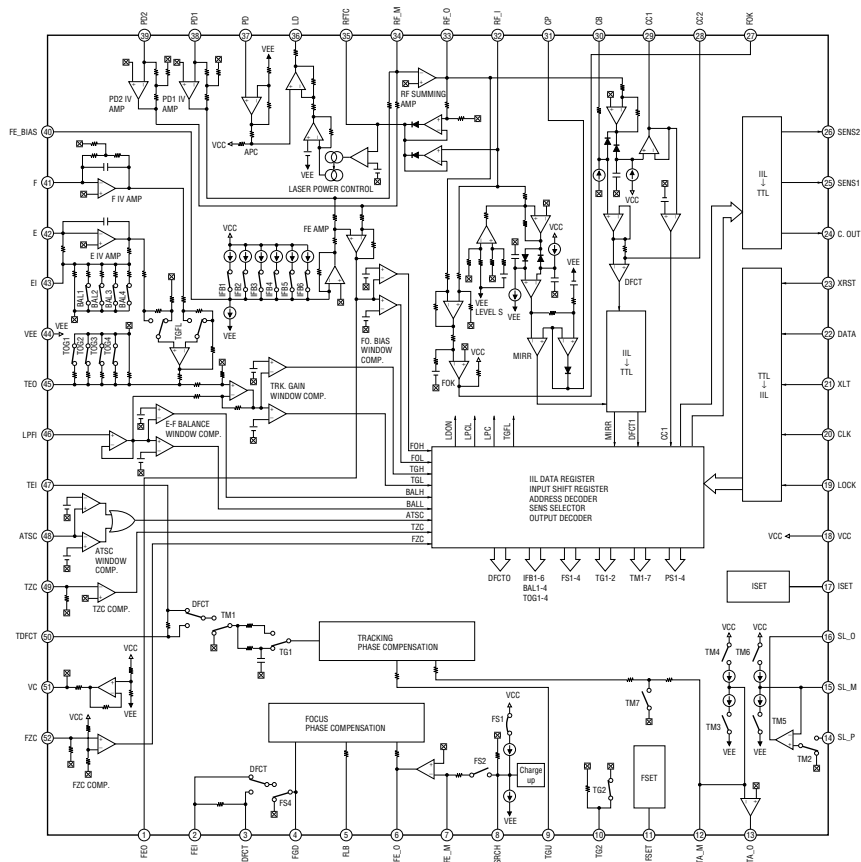 PD2 PD1 PD LD RFTC RF_M RF_O RF_I CP CB CC1 CC2 FOK
39 38 37 36 35 34 33 32 31 30 29 28 27
VEE
PD2 IV AMP
PD1 IV AMP
RF SUMMING AMP
VCC
APC
VEE
LASER POWER CONTROL
VCC
FE_BIAS 40
F 41
F IV AMP
E 42
E IV AMP
EI 43
BAL1 BAL2 BAL3 BAL4
VEE 44
VEE
TOG1 TOG2 TOG3 TOG4
TGFL
TEO 45
LPFI 46
TEI 47
ATSC 48
ATSC WINDOW COMP.
TZC 49
TZC COMP.
TDFCT 50
VC 51
VCC
VEE
FZC 52
VCC
FZC COMP.
FE AMP
VCC
IFB1 IFB2 IFB3 IFB4 IFB5 IFB6
VEE
FO. BIAS WINDOW COMP.
TRK. GAIN WINDOW COMP.
E-F BALANCE WINDOW COMP.
VEE
LEVEL S
VEE
VCC
VEE
VCC
FOK
MIRR
DFCT
IIL
↓
TTL
MIRR DFCT1 CC1
IIL
↓
TTL
TTL
↓
IIL
26 SENS2
25 SENS1
24 C. OUT
23 XRST
22 DATA
21 XLT
20 CLK
19 LOCK
VCC 18 VCC
ISET 17 ISET
16 SL_O
15 SL_M
14 SL_P
LDON LPCL LPC TGFL
FOH
FOL
TGH
TGL
BALH
BALL
ATSC
TZC
FZC
IIL DATA REGISTER
INPUT SHIFT REGISTER
ADDRESS DECODER
SENS SELECTOR
OUTPUT DECODER
DFCTO
IFB1-6
BAL1-4
TOG1-4
FS1-4
TG1-2
TM1-7
PS1-4
DFCT
TM1
TG1
TRACKING
PHASE COMPENSATION
FOCUS
PHASE COMPENSATION
DFCT
FS4
FS2
VCC
FS1
Charge up
VEE
TG2
TM7
FSET
VCC VCC
TM4 TM6
TM3 TM5
VEE VEE
TM2
1 2 3 4 5 6 7 8 9 10 11 12 13
FEO FEI DFCT FGD FLB FE_O FE_M SRCH TGU TG2 FSET TA_M TA_O